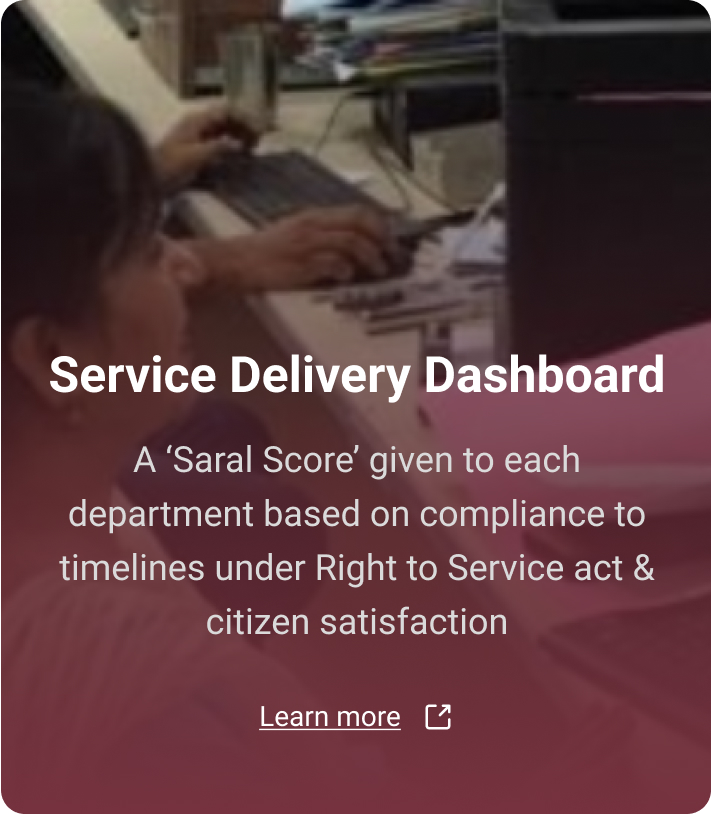 Service Delivery Dashboard
A ‘Saral Score’ given to each
department based on compliance to
timelines under Right to Service act &
citizen satisfaction
Learn more